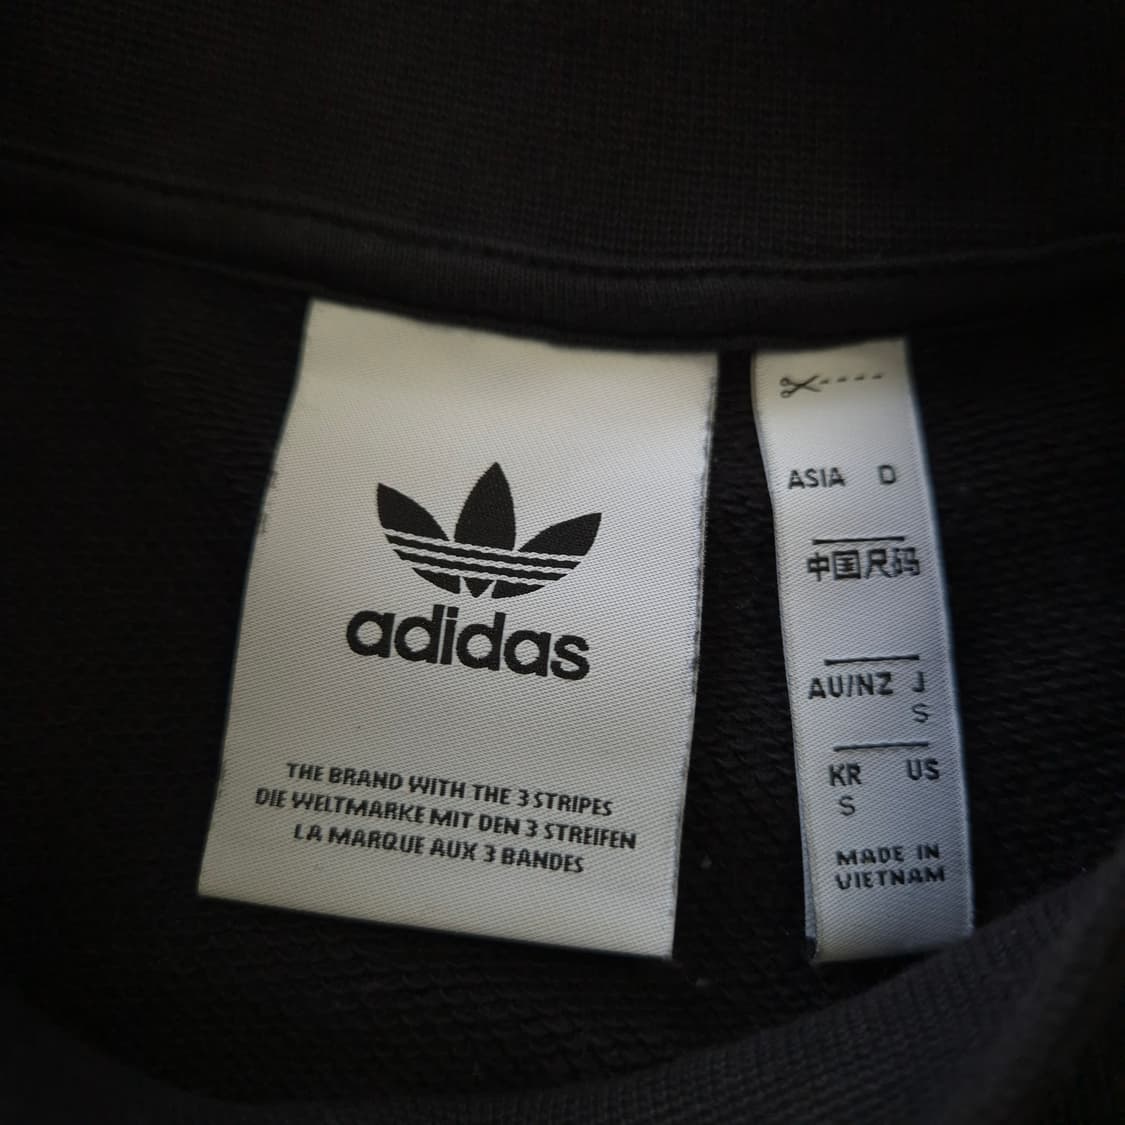 adidas
THE BRAND WITH THE 3 STRIPES
DIE WELTMARKE MIT DEN 3 STREIFEN
LA MARQUE AUX 3 BANDES
ASIA D
中国尺码
AU/NZ J
S
KR US
S
MADE IN
VIETNAM